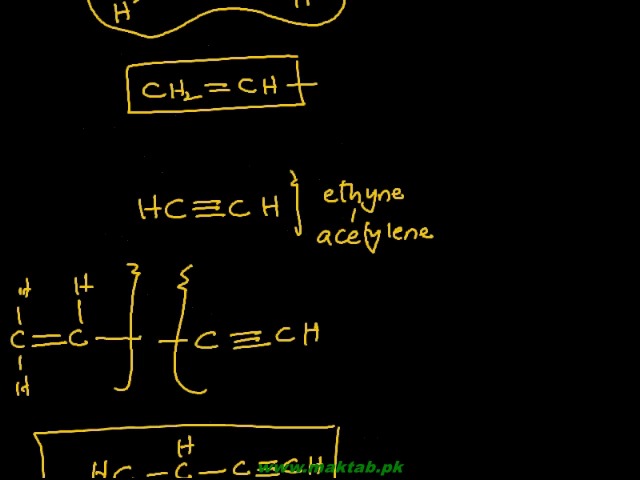 H H
CH₂=CH—
HC≡CH} ethyne
acetylene
H H
C=C— } { —C≡CH
H
H
HC—C—C≡CH
www.maktab.pk